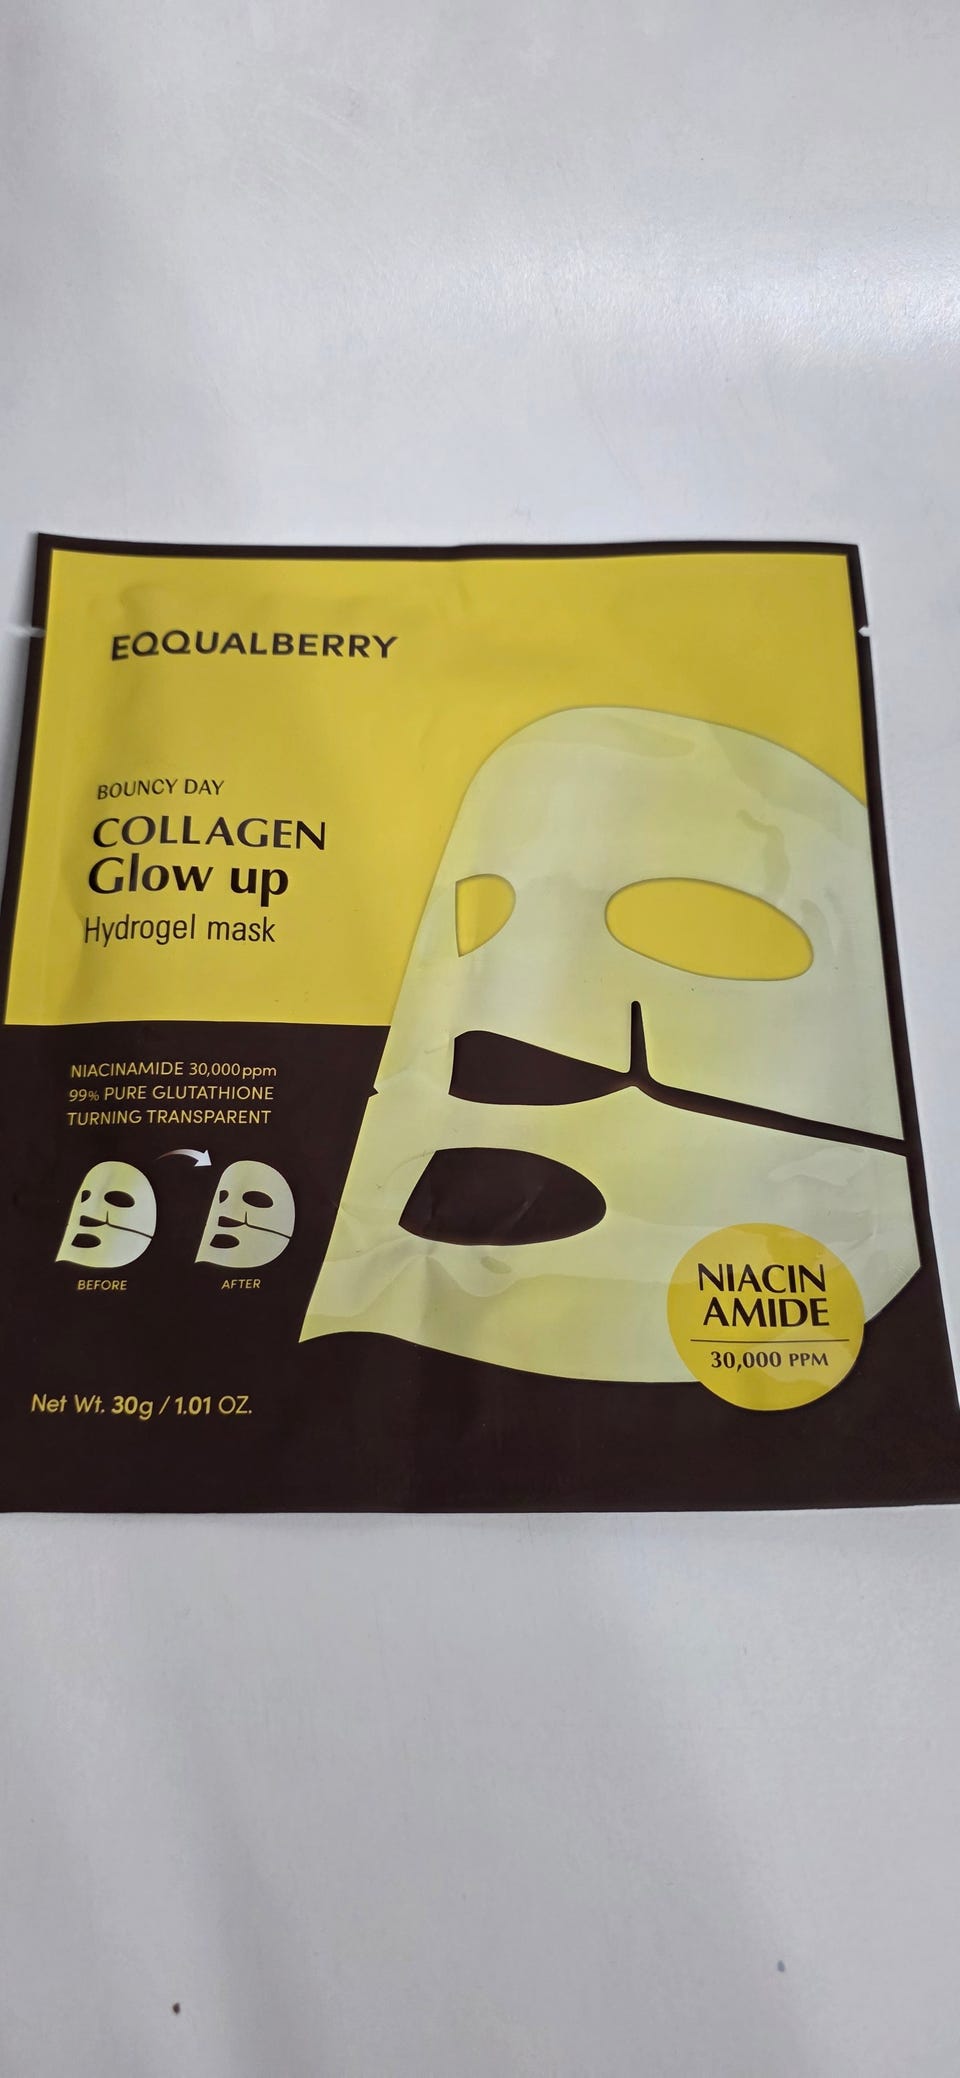 EQQUALBERRY
BOUNCY DAY
COLLAGEN
Glow up
Hydrogel mask
NIACINAMIDE 30,000ppm
99% PURE GLUTATHIONE
TURNING TRANSPARENT
BEFORE
AFTER
NIACIN
AMIDE
30,000 PPM
Net Wt. 30g / 1.01 OZ.